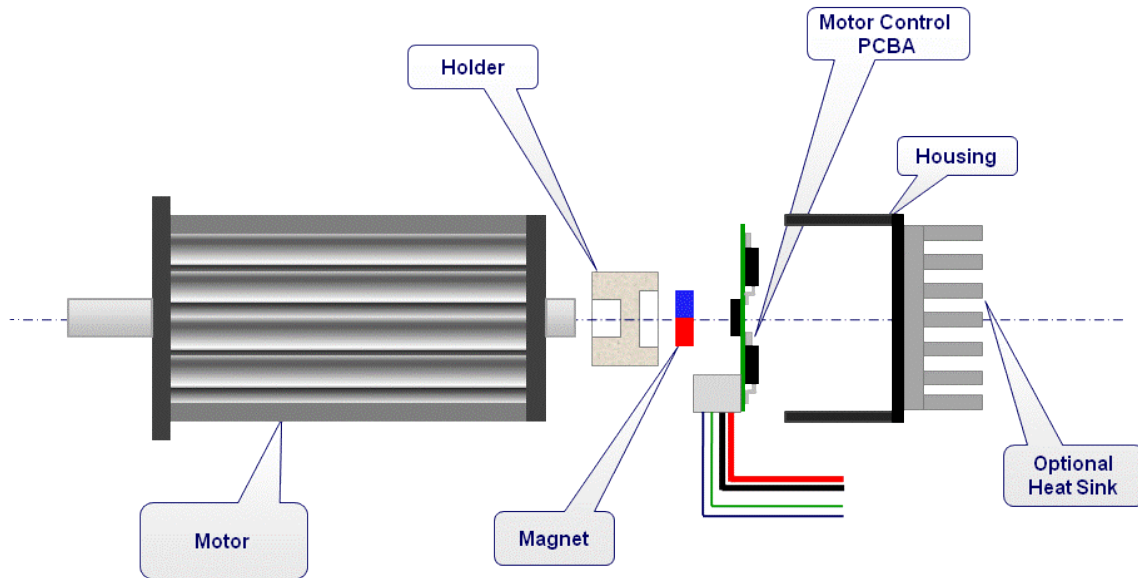 Motor Control
PCBA
Holder
Housing
Optional
Heat Sink
Motor
Magnet